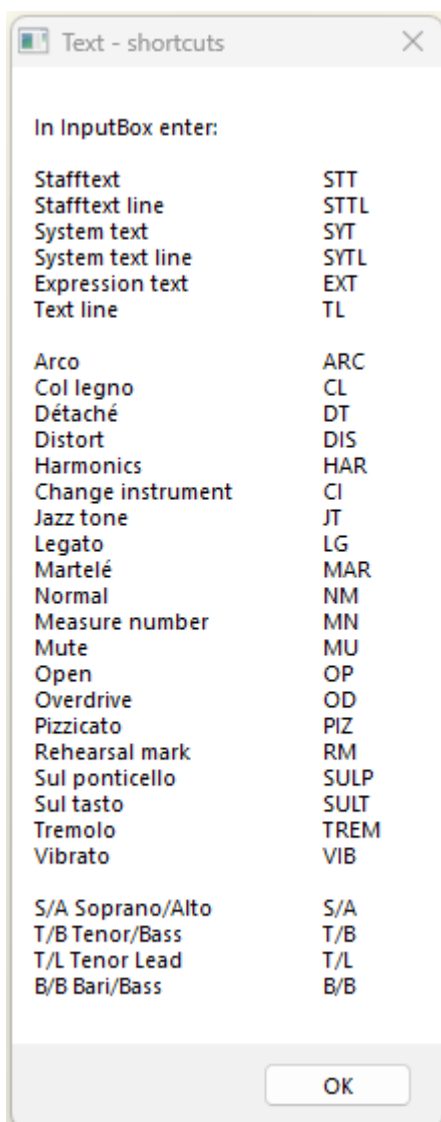 Text - shortcuts
In InputBox enter:
Stafftext STT
Stafftext line STTL
System text SYT
System text line SYTL
Expression text EXT
Text line TL
Arco ARC
Col legno CL
Détaché DT
Distort DIS
Harmonics HAR
Change instrument CI
Jazz tone JT
Legato LG
Martelé MAR
Normal NM
Measure number MN
Mute MU
Open OP
Overdrive OD
Pizzicato PIZ
Rehearsal mark RM
Sul ponticello SULP
Sul tasto SULT
Tremolo TREM
Vibrato VIB
S/A Soprano/Alto S/A
T/B Tenor/Bass T/B
T/L Tenor Lead T/L
B/B Bari/Bass B/B
OK